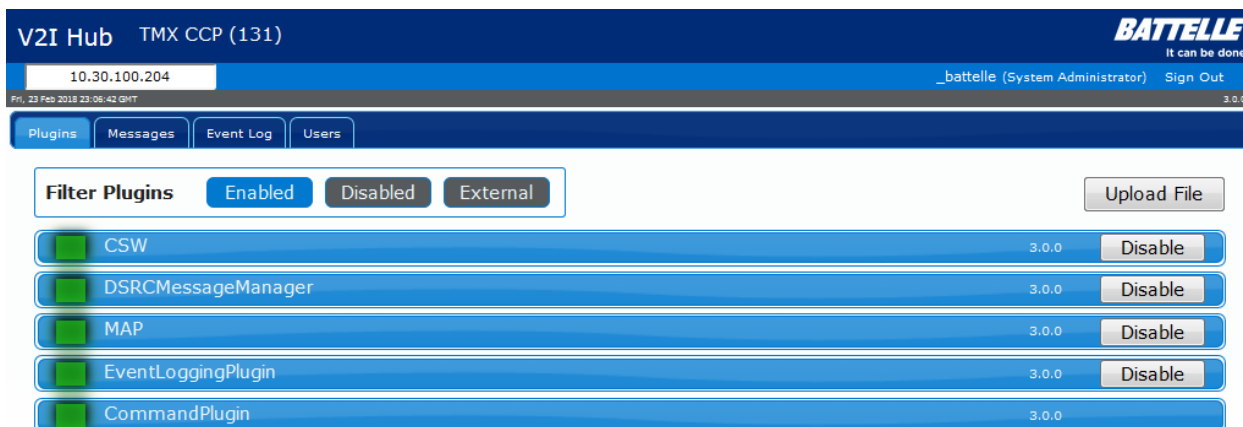 V2I Hub TMX CCP (131) BATTELLE
It can be done
10.30.100.204 _battelle (System Administrator) Sign Out
Fri, 23 Feb 2018 23:06:42 GMT 3.0.0
Plugins Messages Event Log Users
Filter Plugins Enabled Disabled External Upload File
CSW 3.0.0 Disable
DSRCMessageManager 3.0.0 Disable
MAP 3.0.0 Disable
EventLoggingPlugin 3.0.0 Disable
CommandPlugin 3.0.0